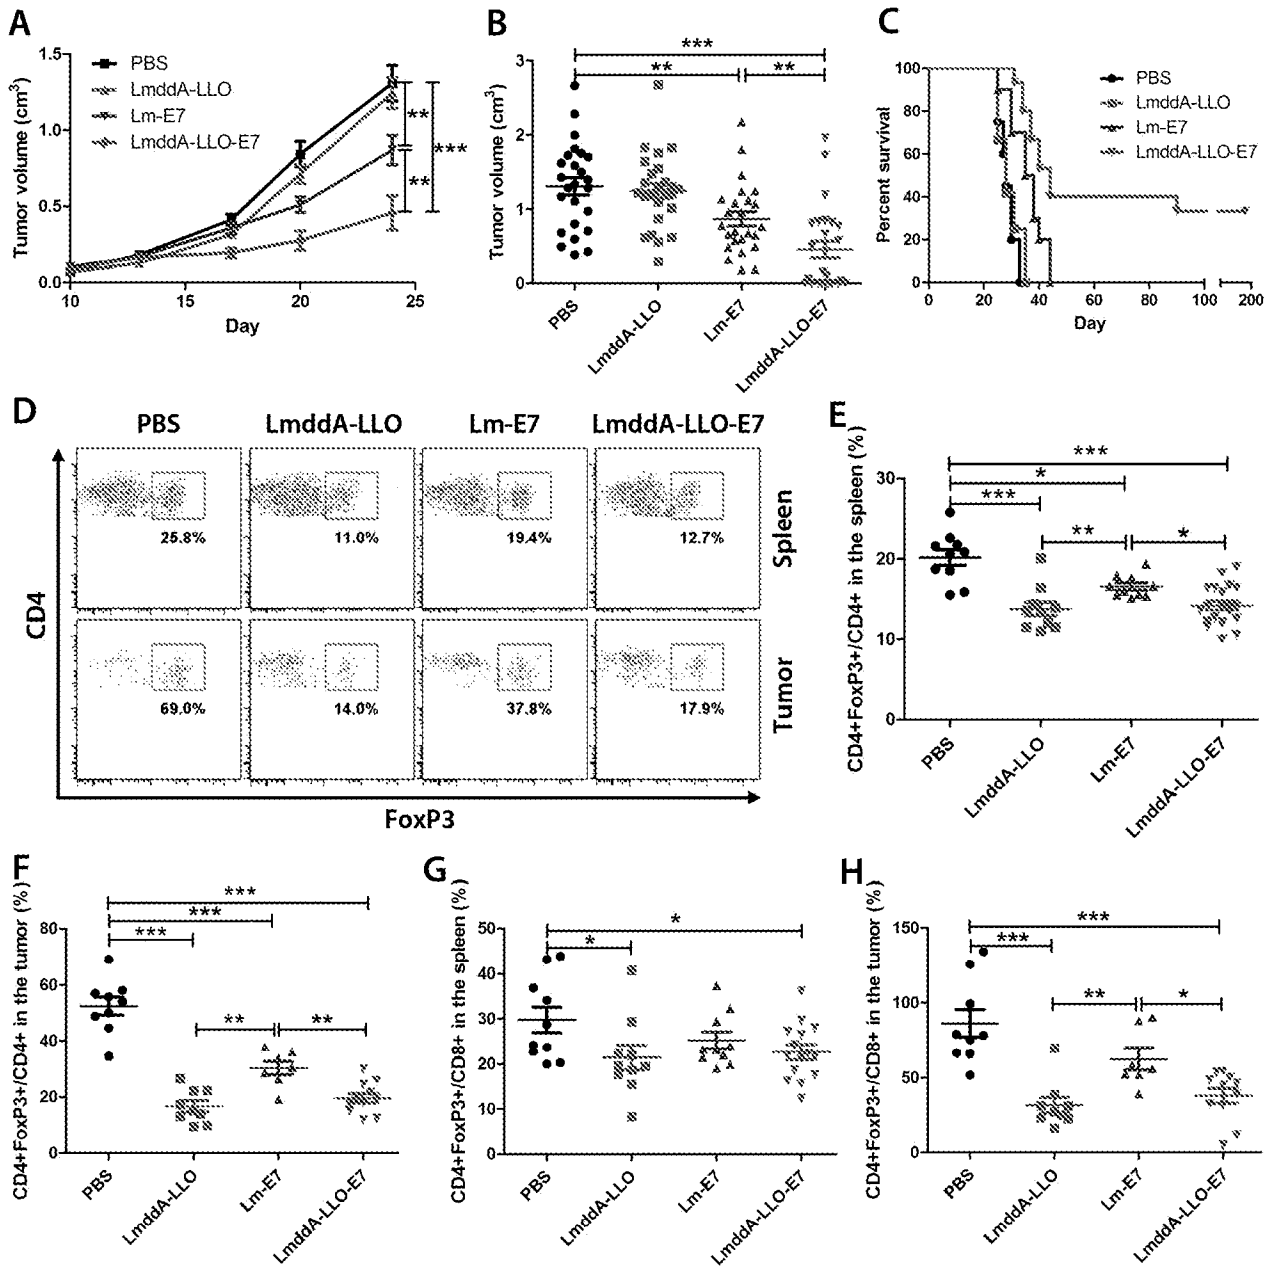 A
Tumor volume (cm3)
1.5
1.0
0.5
0.0
10
15
20
25
Day
PBS
LmddA-LLO
Lm-E7
LmddA-LLO-E7
**
**
***
B
Tumor volume (cm3)
3
2
1
0
***
**
**
PBS
LmddA-LLO
Lm-E7
LmddA-LLO-E7
C
Percent survival
100
80
60
40
20
0
0
20
40
60
80
100
200
Day
PBS
LmddA-LLO
Lm-E7
LmddA-LLO-E7
D
PBS
LmddA-LLO
Lm-E7
LmddA-LLO-E7
25.8%
11.0%
19.4%
12.7%
Spleen
69.0%
14.0%
37.8%
17.9%
Tumor
CD4
FoxP3
E
CD4+FoxP3+/CD4+ in the spleen (%)
30
20
10
0
***
*
***
**
*
PBS
LmddA-LLO
Lm-E7
LmddA-LLO-E7
F
CD4+FoxP3+/CD4+ in the tumor (%)
80
60
40
20
0
***
***
***
**
**
PBS
LmddA-LLO
Lm-E7
LmddA-LLO-E7
G
CD4+FoxP3+/CD8+ in the spleen (%)
50
40
30
20
10
0
*
*
PBS
LmddA-LLO
Lm-E7
LmddA-LLO-E7
H
CD4+FoxP3+/CD8+ in the tumor (%)
150
100
50
0
***
***
**
*
PBS
LmddA-LLO
Lm-E7
LmddA-LLO-E7